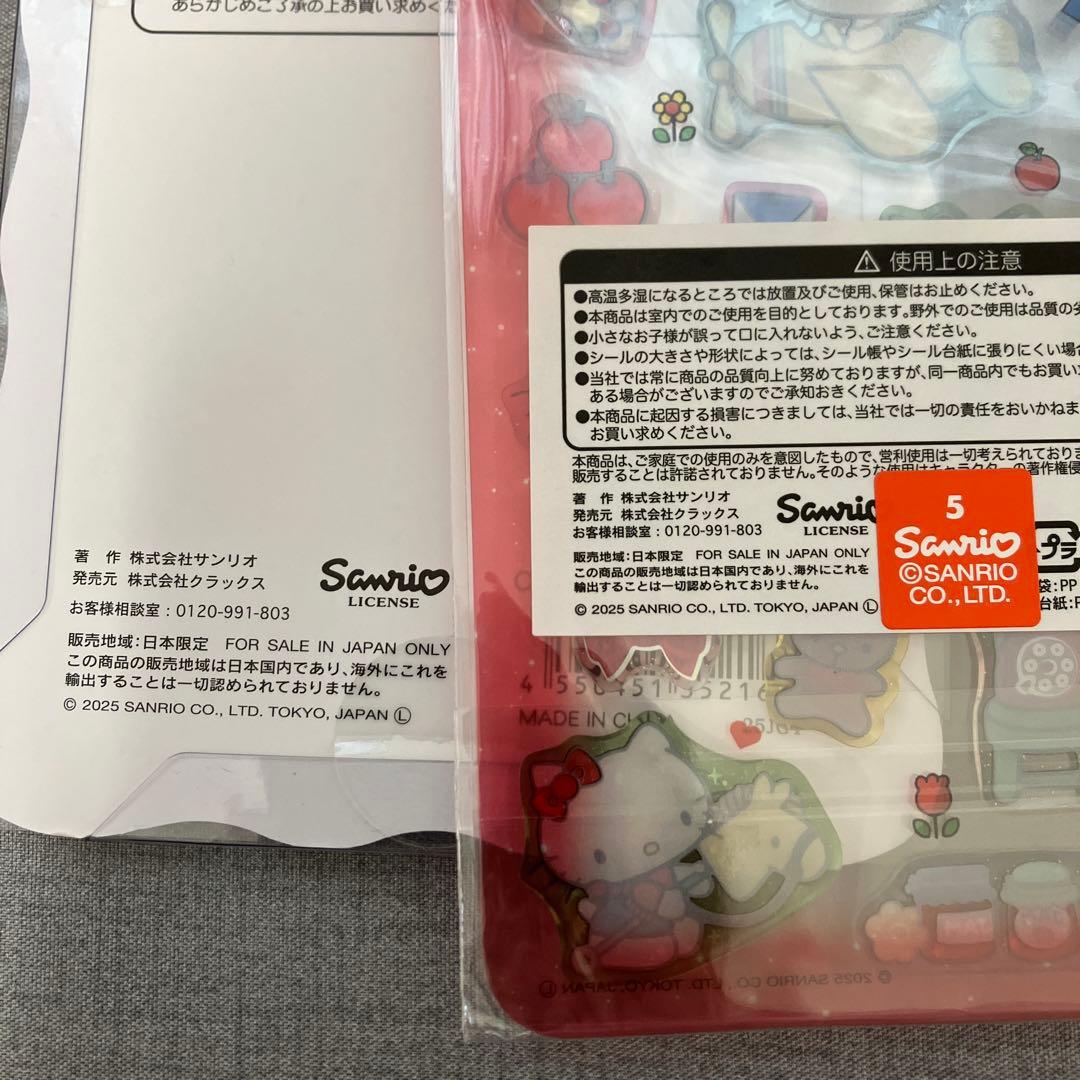 あらかじめご了承の上お買い求めくだ
著 作 株式会社サンリオ
発売元 株式会社クラックス
お客様相談室：0120-991-803
Sanrio
LICENSE
販売地域：日本限定 FOR SALE IN JAPAN ONLY
この商品の販売地域は日本国内であり、海外にこれを
輸出することは一切認められておりません。
© 2025 SANRIO CO., LTD. TOKYO, JAPAN Ⓛ
⚠ 使用上の注意
●高温多湿になるところでは放置及びご使用、保管はお止めください。
●本商品は室内でのご使用を目的としております。野外でのご使用は品質の劣
●小さなお子様が誤って口に入れないよう、ご注意ください。
●シールの大きさや形状によっては、シール帳やシール台紙に張りにくい場合
●当社では常に商品の品質向上に努めておりますが、同一商品内でもお買い
ある場合がございますのでご承知おきください。
●本商品に起因する損害につきましては、当社では一切の責任をおいかねま
お買い求めください。
本商品は、ご家庭での使用のみを意図したもので、営利使用は一切考えられており
販売することは許諾されておりません。そのような使用はキャラクターの著作権侵
著 作 株式会社サンリオ
発売元 株式会社クラックス
お客様相談室：0120-991-803
Sanrio
LICENSE
販売地域：日本限定 FOR SALE IN JAPAN ONLY
この商品の販売地域は日本国内であり、海外にこれを
輸出することは一切認められておりません。
© 2025 SANRIO CO., LTD. TOKYO, JAPAN Ⓛ
5
Sanrio
©SANRIO
CO.,LTD.
プラ
袋：PP
台紙：P
MADE IN
© 2025 SANRIO CO., LTD. TOKYO, JAPAN Ⓛ